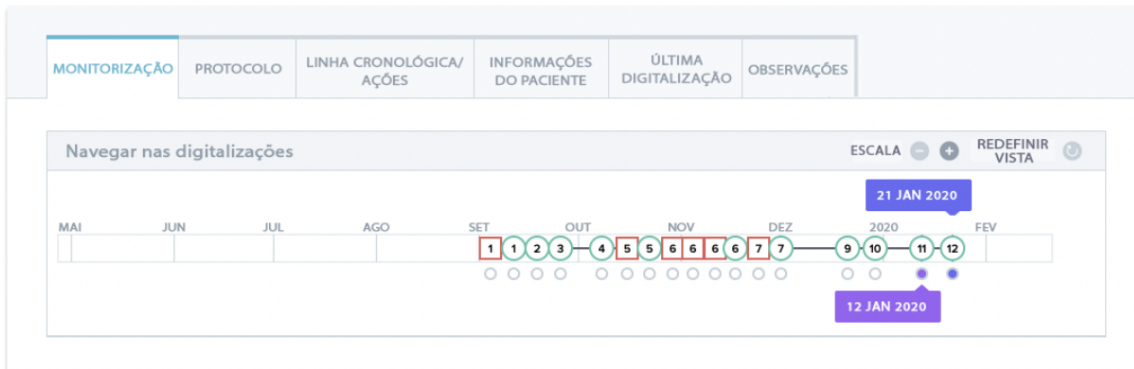 MONITORIZAÇÃO
PROTOCOLO
LINHA CRONOLÓGICA/
AÇÕES
INFORMAÇÕES
DO PACIENTE
ÚLTIMA
DIGITALIZAÇÃO
OBSERVAÇÕES
Navegar nas digitalizações
ESCALA
REDEFINIR
VISTA
21 JAN 2020
MAI JUN JUL AGO SET OUT NOV DEZ 2020 FEV
1 1 2 3 4 5 5 6 6 6 6 7 7 9 10 11 12
12 JAN 2020